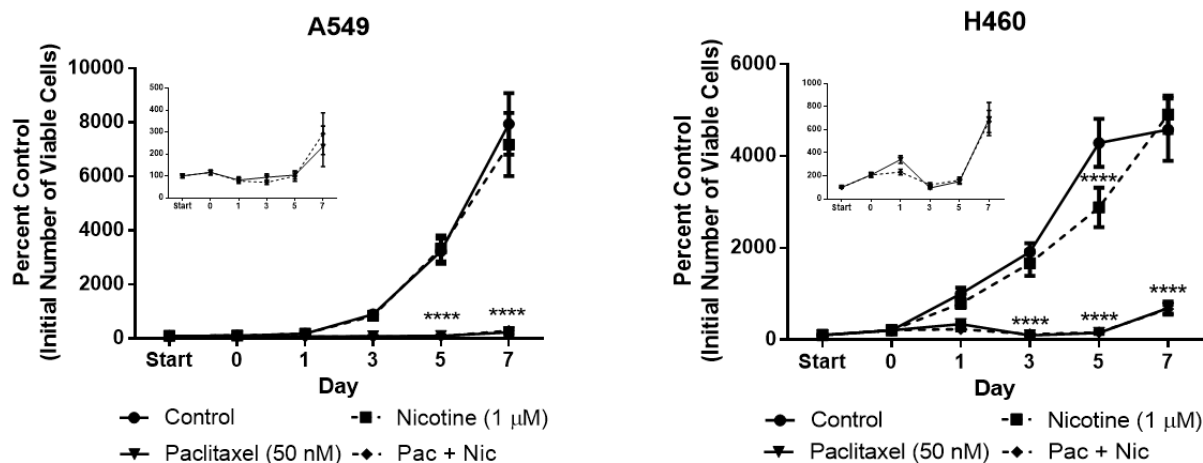 A549
Percent Control
(Initial Number of Viable Cells)
10000
8000
6000
4000
2000
0
500
400
300
200
100
0
Start 0 1 3 5 7
**** ****
Start 0 1 3 5 7
Day
Control Nicotine (1 μM)
Paclitaxel (50 nM) Pac + Nic
H460
Percent Control
(Initial Number of Viable Cells)
6000
4000
2000
0
1000
800
600
400
200
0
Start 0 1 3 5 7
****
**** **** ****
Start 0 1 3 5 7
Day
Control Nicotine (1 μM)
Paclitaxel (50 nM) Pac + Nic